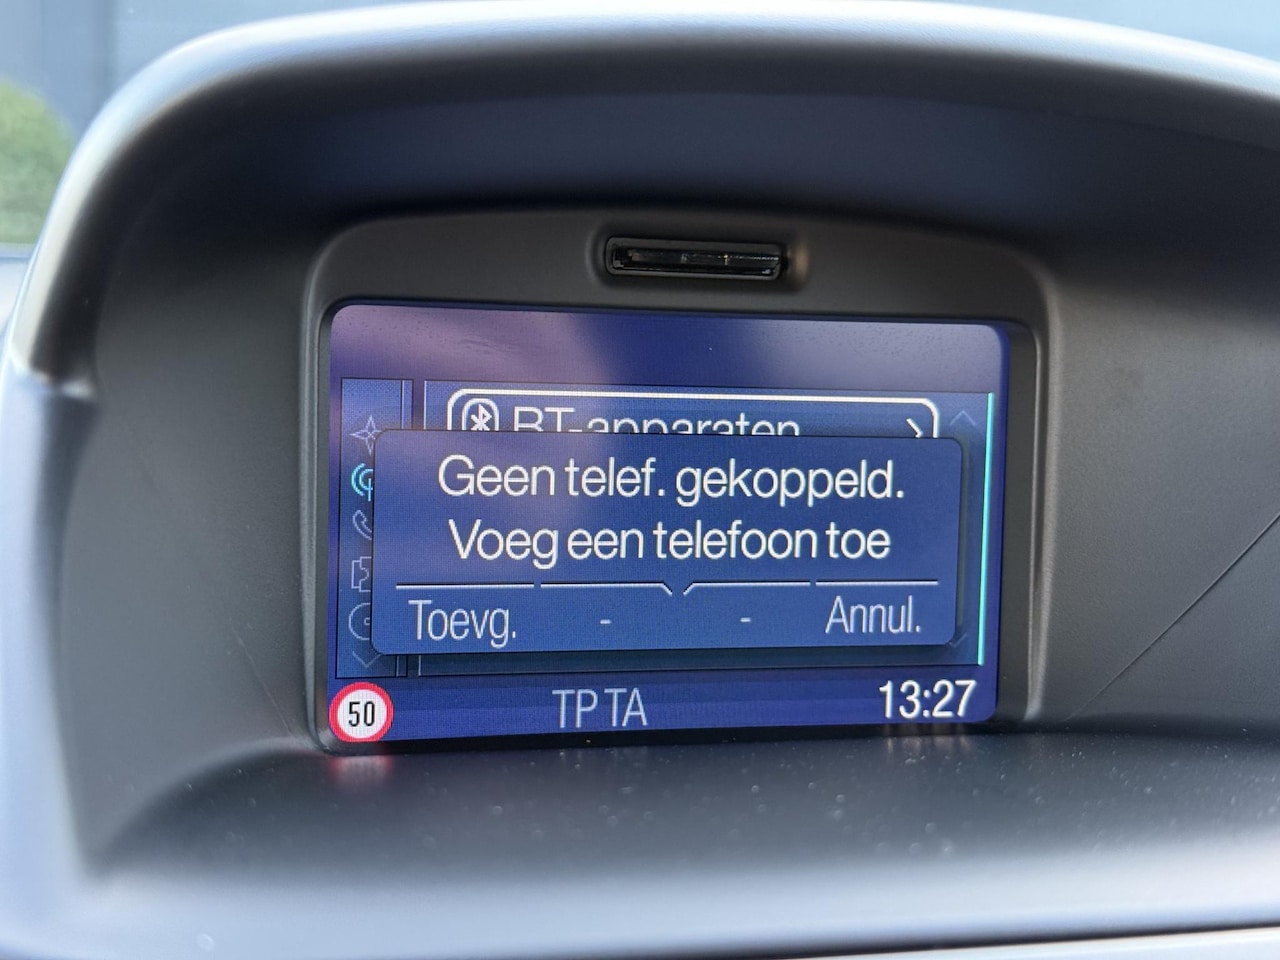 BT-apparaten
Geen telef. gekoppeld.
Voeg een telefoon toe
Toevg. - - Annul.
50 TP TA 13:27